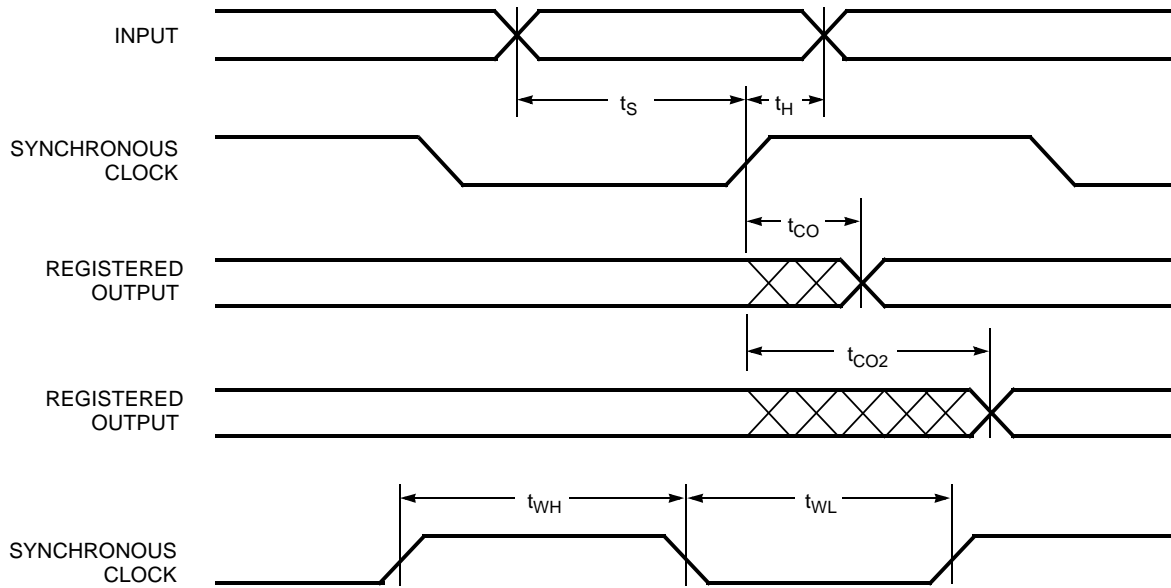 INPUT
tS
tH
SYNCHRONOUS
CLOCK
tCO
REGISTERED
OUTPUT
tCO2
REGISTERED
OUTPUT
tWH
tWL
SYNCHRONOUS
CLOCK